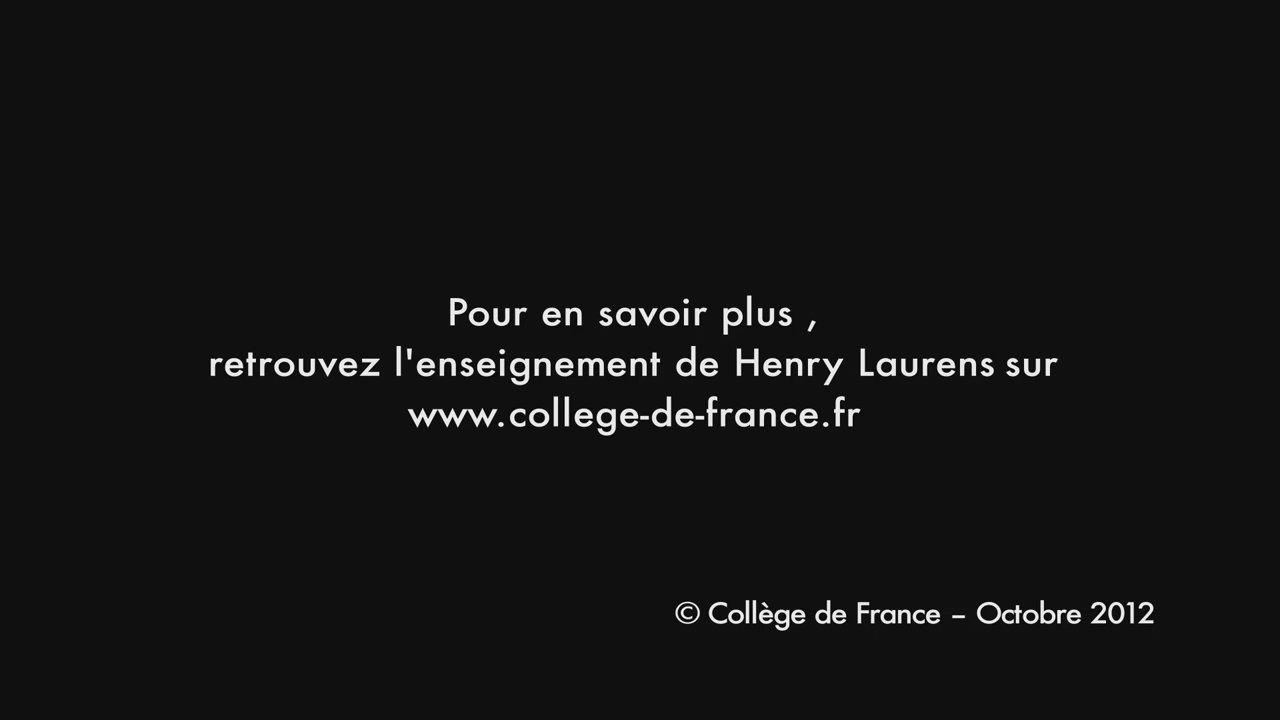 Pour en savoir plus ,
retrouvez l'enseignement de Henry Laurens sur
www.college-de-france.fr
© Collège de France – Octobre 2012